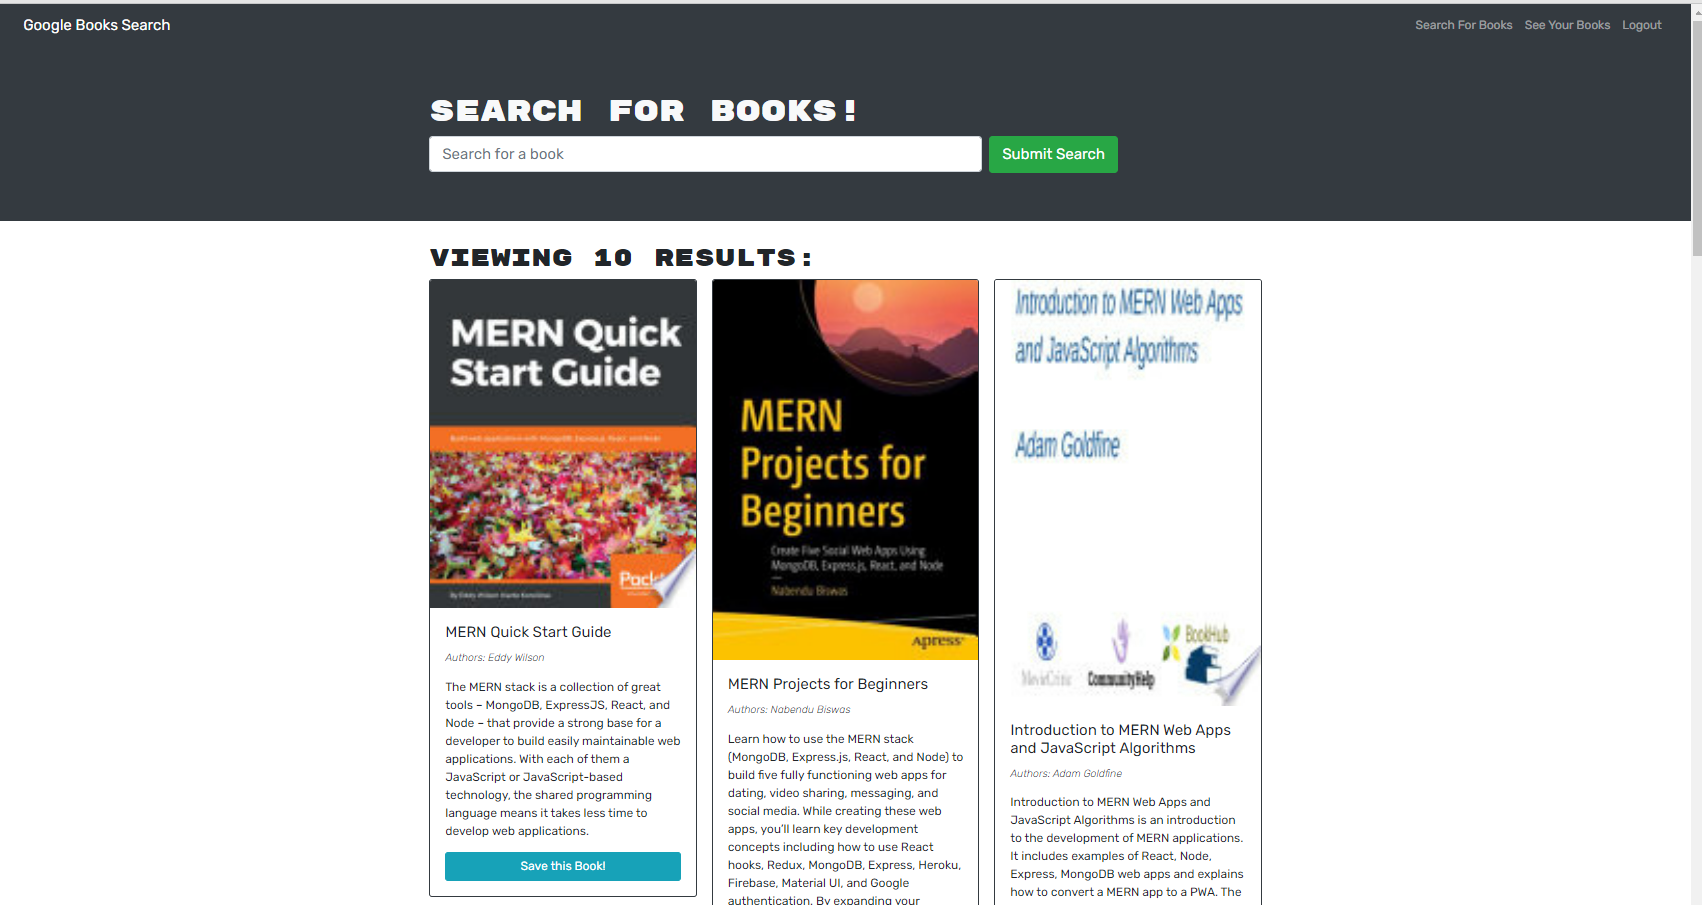 Google Books Search
Search For Books
See Your Books
Logout
SEARCH FOR BOOKS!
Search for a book
Submit Search
VIEWING 10 RESULTS:
MERN Quick
Start Guide
Build web applications with MongoDB, Express.js, React, and Node
Packt
MERN Quick Start Guide
Authors: Eddy Wilson
The MERN stack is a collection of great
tools – MongoDB, ExpressJS, React, and
Node – that provide a strong base for a
developer to build easily maintainable web
applications. With each of them a
JavaScript or JavaScript-based
technology, the shared programming
language means it takes less time to
develop web applications.
Save this Book!
MERN
Projects for
Beginners
Create Five Social Web Apps Using
MongoDB, Express.js, React, and Node
Nabendu Biswas
Apress®
MERN Projects for Beginners
Authors: Nabendu Biswas
Learn how to use the MERN stack
(MongoDB, Express.js, React, and Node) to
build five fully functioning web apps for
dating, video sharing, messaging, and
social media. While creating these web
apps, you'll learn key development
concepts including how to use React
hooks, Redux, MongoDB, Express, Heroku,
Firebase, Material UI, and Google
authentication. By expanding your
Introduction to MERN Web Apps
and JavaScript Algorithms
Adam Goldfine
MovieCritic
CommunityHelp
BookHub
Introduction to MERN Web Apps
and JavaScript Algorithms
Authors: Adam Goldfine
Introduction to MERN Web Apps and
JavaScript Algorithms is an introduction
to the development of MERN applications.
It includes examples of React, Node,
Express, MongoDB web apps and explains
how to convert a MERN app to a PWA. The